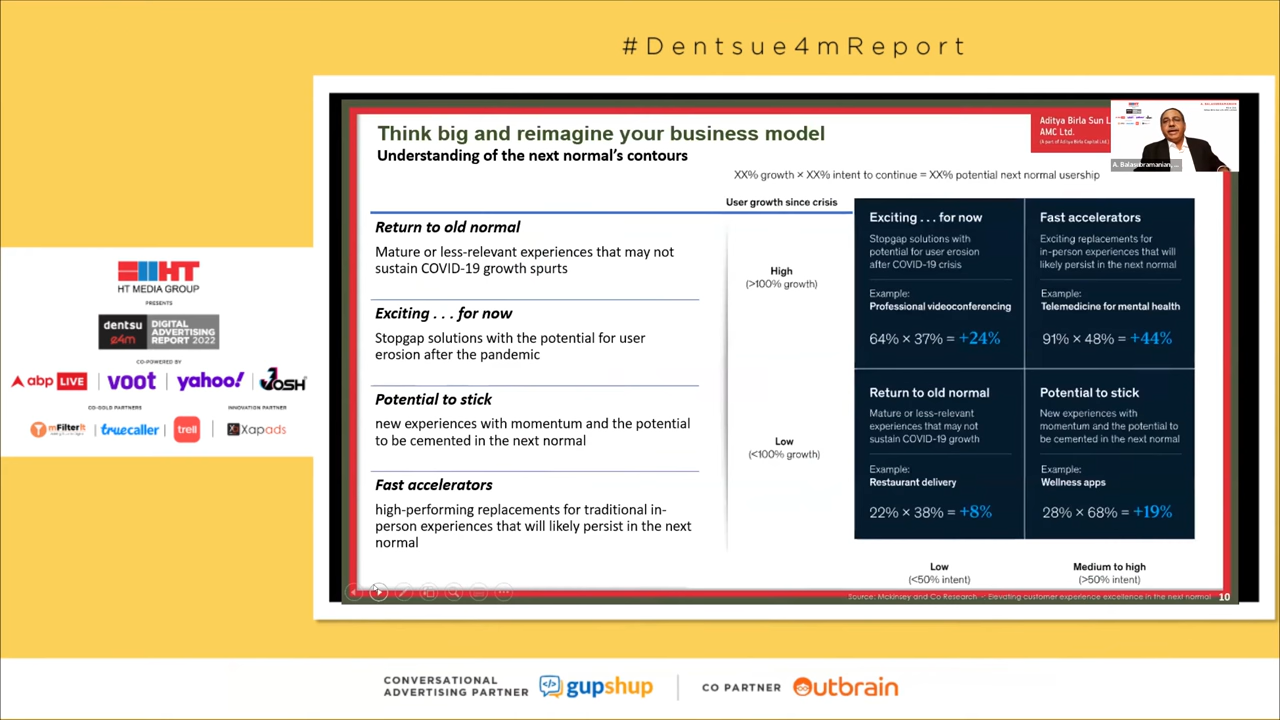 #Dentsue4mReport
HT
HT MEDIA GROUP
PRESENTS
dentsu
e4m
DIGITAL
ADVERTISING
REPORT 2022
CO-POWERED BY
abp LIVE
VOOT
yahoo!
JOSH
CO-GOLD PARTNERS
INNOVATION PARTNER
mFilterIt
truecaller
trell
Xapads
Think big and reimagine your business model
Understanding of the next normal's contours
Aditya Birla Sun L
AMC Ltd.
(A part of Aditya Birla Capital Ltd.)
A. Balasubramanian, ...
XX% growth × XX% intent to continue = XX% potential next normal usership
Return to old normal
Mature or less-relevant experiences that may not
sustain COVID-19 growth spurts
Exciting . . . for now
Stopgap solutions with the potential for user
erosion after the pandemic
Potential to stick
new experiences with momentum and the potential
to be cemented in the next normal
Fast accelerators
high-performing replacements for traditional in-
person experiences that will likely persist in the next
normal
User growth since crisis
High
(>100% growth)
Low
(<100% growth)
Exciting . . . for now
Stopgap solutions with
potential for user erosion
after COVID-19 crisis
Example:
Professional videoconferencing
64% × 37% = +24%
Fast accelerators
Exciting replacements for
in-person experiences that will
likely persist in the next normal
Example:
Telemedicine for mental health
91% × 48% = +44%
Return to old normal
Mature or less-relevant
experiences that may not
sustain COVID-19 growth
Example:
Restaurant delivery
22% × 38% = +8%
Potential to stick
New experiences with
momentum and the potential to
be cemented in the next normal
Example:
Wellness apps
28% × 68% = +19%
Low
(<50% intent)
Medium to high
(>50% intent)
Source: Mckinsey and Co Research -: Elevating customer experience excellence in the next normal
10
CONVERSATIONAL
ADVERTISING PARTNER
gupshup
CO PARTNER
Outbrain